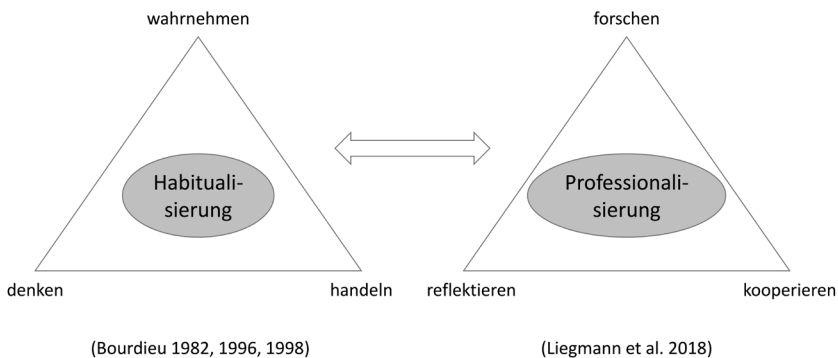 wahrnehmen
forschen
Habituali-
sierung
Professionali-
sierung
denken
handeln
reflektieren
kooperieren
(Bourdieu 1982, 1996, 1998)
(Liegmann et al. 2018)